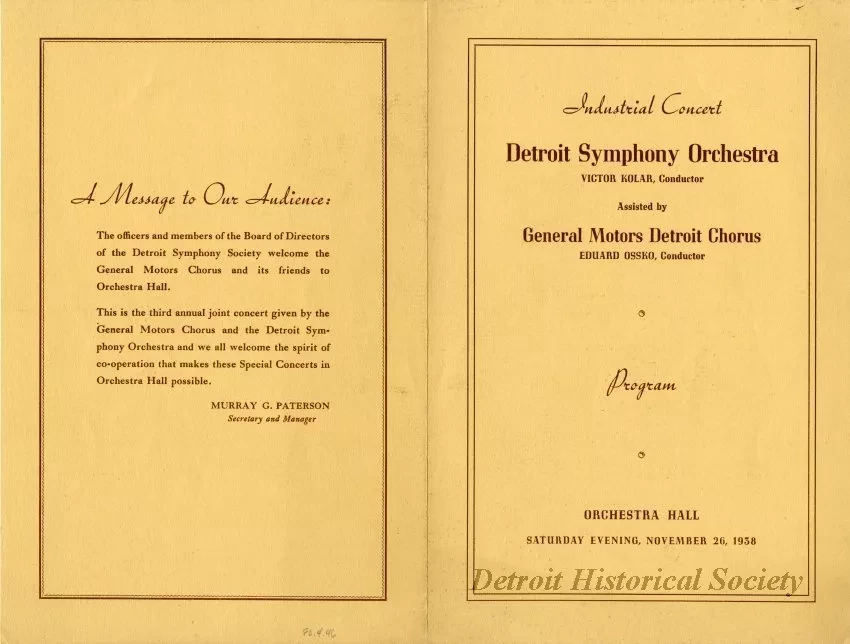 A Message to Our Audience:
The officers and members of the Board of Directors
of the Detroit Symphony Society welcome the
General Motors Chorus and its friends to
Orchestra Hall.
This is the third annual joint concert given by the
General Motors Chorus and the Detroit Sym-
phony Orchestra and we all welcome the spirit of
co-operation that makes these Special Concerts in
Orchestra Hall possible.
MURRAY G. PATERSON
Secretary and Manager
Industrial Concert
Detroit Symphony Orchestra
VICTOR KOLAR, Conductor
Assisted by
General Motors Detroit Chorus
EDUARD OSSKO, Conductor
Program
ORCHESTRA HALL
SATURDAY EVENING, NOVEMBER 26, 1938
Detroit Historical Society